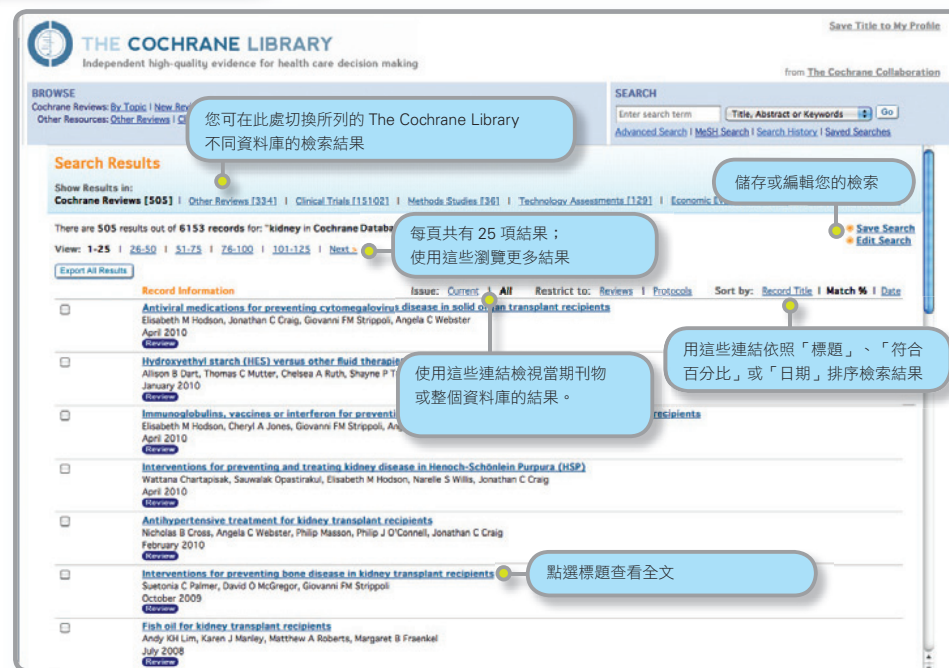 Save Title to My Profile
THE COCHRANE LIBRARY
Independent high-quality evidence for health care decision making
from The Cochrane Collaboration
BROWSE
Cochrane Reviews: By Topic | New
Other Resources: Other Reviews |
SEARCH
Enter search term Title, Abstract or Keywords Go
Advanced Search | MeSH Search | Search History | Saved Searches
您可在此處切換所列的 The Cochrane Library
不同資料庫的檢索結果
Search Results
Show Results in:
Cochrane Reviews [505] | Other Reviews [334] | Clinical Trials [15102] | Methods Studies [36] | Technology Assessments [129] | Economic
儲存或編輯您的檢索
There are 505 results out of 6153 records for: "kidney in Cochrane
View: 1-25 | 26-50 | 51-75 | 76-100 | 101-125 | Next
每頁共有 25 項結果;
使用這些瀏覽更多結果
Save Search
Edit Search
Export All Results
Record Information Issue: Current | All Restrict to: Reviews | Protocols Sort by: Record Title | Match % | Date
Antiviral medications for preventing cytomegalovirus disease in solid organ transplant recipients
Elisabeth M Hodson, Jonathan C Craig, Giovanni FM Strippoli, Angela C Webster
April 2010
Review
用這些連結依照「標題」、「符合
百分比」或「日期」排序檢索結果
Hydroxyethyl starch (HES) versus other fluid
Allison B Dart, Thomas C Mutter, Chelsea A Ruth, Shayne P
January 2010
Review
使用這些連結檢視當期刊物
或整個資料庫的結果。
Immunoglobulins, vaccines or interferon for recipients
Elisabeth M Hodson, Cheryl A Jones, Giovanni FM Strippoli,
April 2010
Review
Interventions for preventing and treating kidney disease in Henoch-Schönlein Purpura (HSP)
Wattana Chartapisak, Sauwalak Opastirakul, Elisabeth M Hodson, Narelle S Willis, Jonathan C Craig
April 2010
Review
Antihypertensive treatment for kidney transplant recipients
Nicholas B Cross, Angela C Webster, Philip Masson, Philip J O'Connell, Jonathan C Craig
February 2010
Review
Interventions for preventing bone disease in kidney transplant recipients
Suetonia C Palmer, David O McGregor, Giovanni FM Strippoli
October 2009
Review
點選標題查看全文
Fish oil for kidney transplant recipients
Andy KH Lim, Karen J Manley, Matthew A Roberts, Margaret B Fraenkel
July 2008
Review